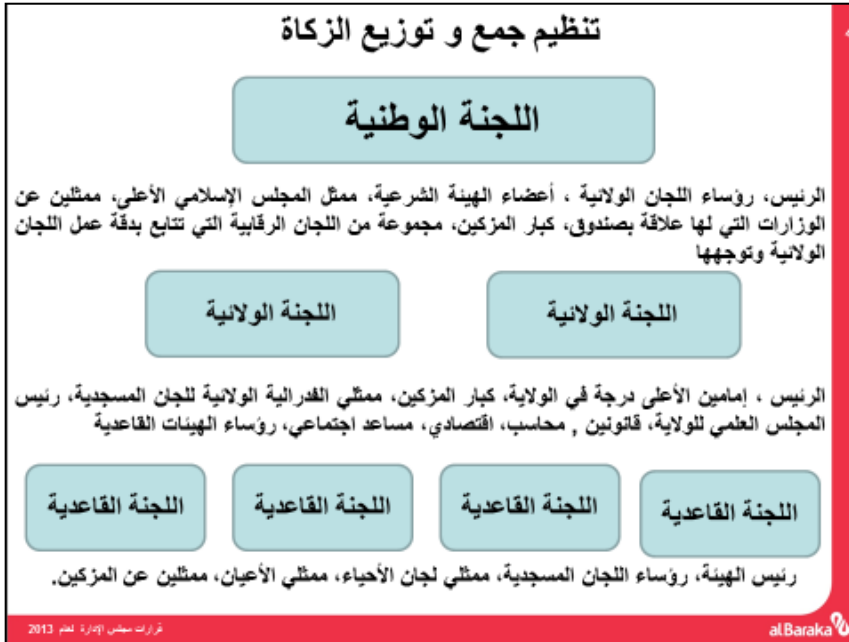 تنظيم جمع و توزيع الزكاة
اللجنة الوطنية
الرئيس، رؤساء اللجان الولائية ، أعضاء الهيئة الشرعية، ممثل المجلس الإسلامي الأعلى، ممثلين عن
الوزارات التي لها علاقة بصندوق، كبار المزكين، مجموعة من اللجان الرقابية التي تتابع بدقة عمل اللجان
الولائية وتوجهها
اللجنة الولائية
اللجنة الولائية
الرئيس ، إمامين الأعلى درجة في الولاية، كبار المزكين، ممثلي الفدرالية الولائية للجان المسجدية، رئيس
المجلس العلمي للولاية، قانونين , محاسب، اقتصادي، مساعد اجتماعي، رؤساء الهيئات القاعدية
اللجنة القاعدية
اللجنة القاعدية
اللجنة القاعدية
اللجنة القاعدية
رئيس الهيئة، رؤساء اللجان المسجدية، ممثلي لجان الأحياء، ممثلي الأعيان، ممثلين عن المزكين.
قرارات مجلس الإدارة لعام 2013
alBaraka